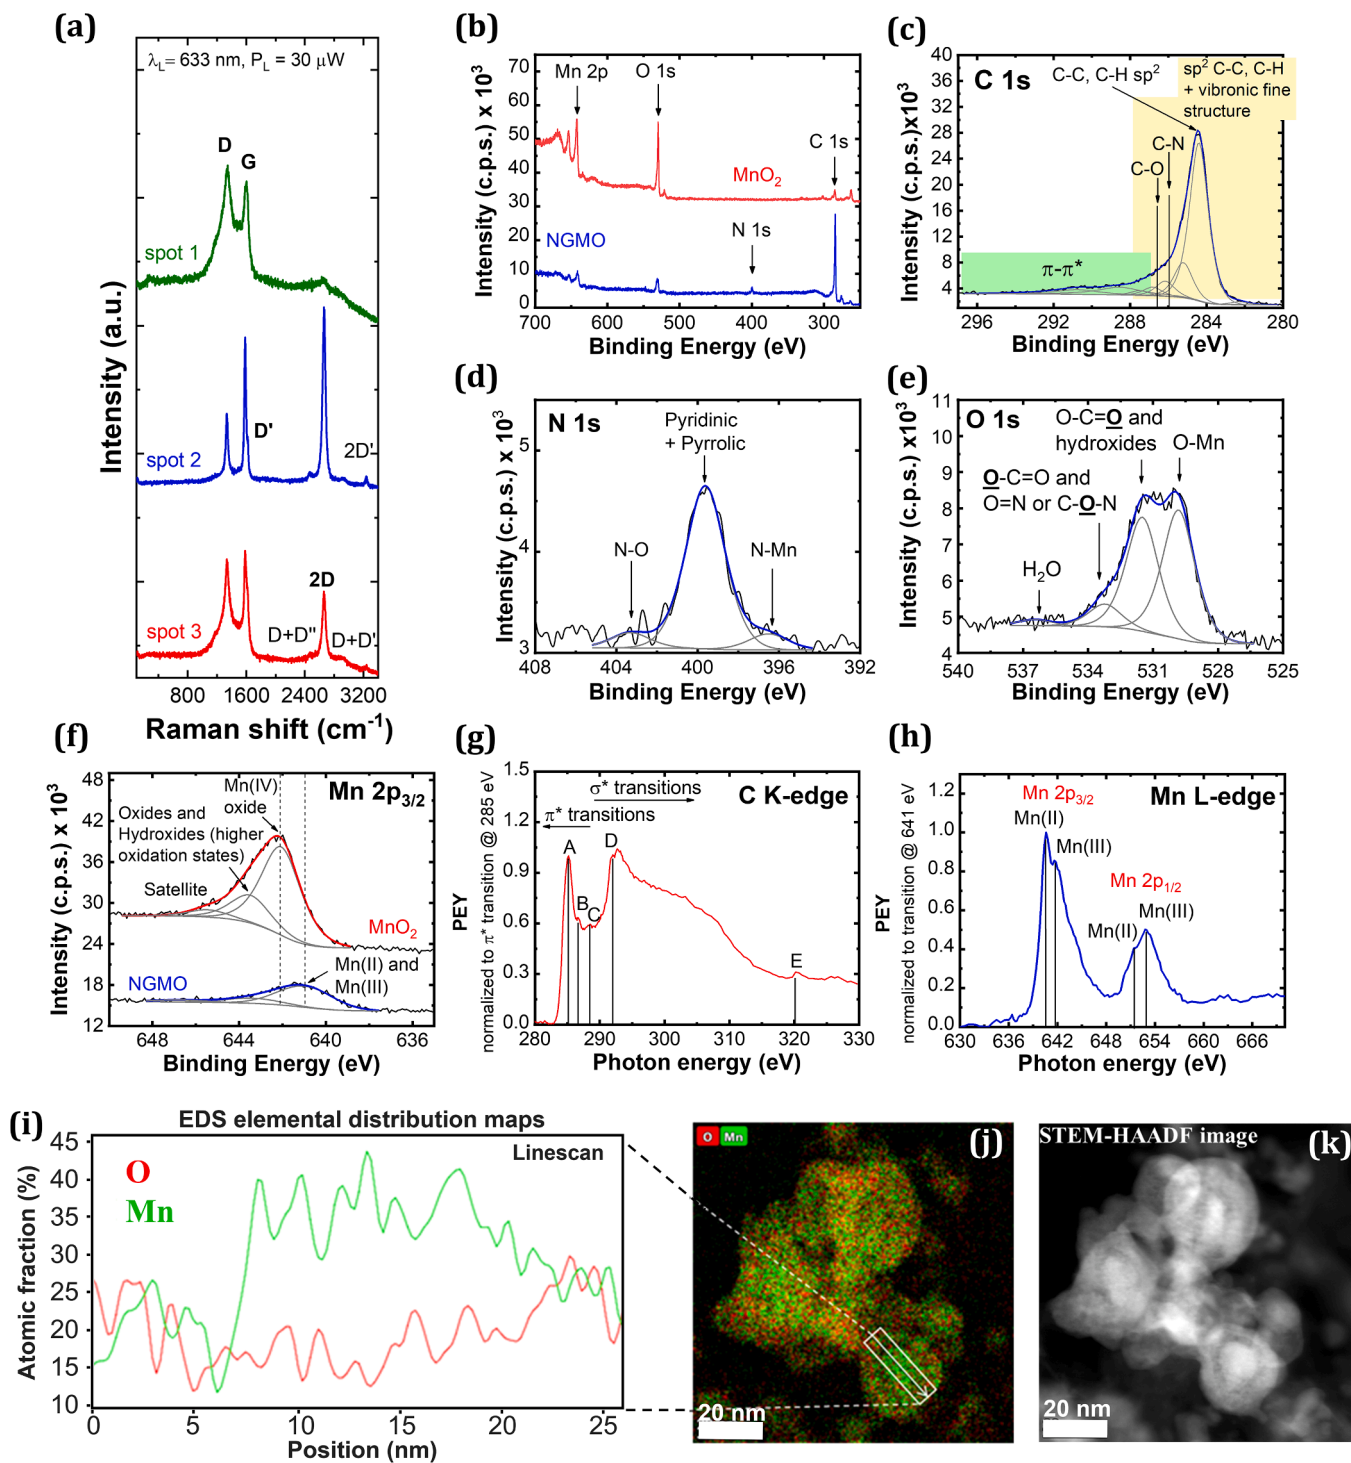 (a)
λL= 633 nm, PL = 30 μW
D
G
spot 1
D'
2D'
spot 2
2D
D+D"
D+D'
spot 3
Intensity (a.u.)
800 1600 2400 3200
Raman shift (cm-1)
(b)
Mn 2p
O 1s
C 1s
MnO2
N 1s
NGMO
Intensity (c.p.s.) x 103
70
60
50
40
30
20
10
0
700 600 500 400 300
Binding Energy (eV)
(c)
C 1s
C-C, C-H sp2
sp2 C-C, C-H
+ vibronic fine
structure
C-N
C-O
π-π*
Intensity (c.p.s.)x103
40
36
32
28
24
20
16
12
8
4
296 292 288 284 280
Binding Energy (eV)
(d)
N 1s
Pyridinic
+ Pyrrolic
N-O
N-Mn
Intensity (c.p.s.) x 103
5
4
3
408 404 400 396 392
Binding Energy (eV)
(e)
O 1s
O-C=O and
hydroxides
O-Mn
O-C=O and
O=N or C-O-N
H2O
Intensity (c.p.s.) x103
11
10
9
8
7
6
5
4
540 537 534 531 528 525
Binding Energy (eV)
(f)
Mn 2p3/2
Mn(IV)
oxide
Oxides and
Hydroxides (higher
oxidation states)
Satellite
MnO2
NGMO
Mn(II) and
Mn(III)
Intensity (c.p.s.) x 103
48
42
36
30
24
18
12
648 644 640 636
Binding Energy (eV)
(g)
σ* transitions
C K-edge
π* transitions
A
B
C
D
E
PEY
normalized to π* transition @ 285 eV
1.5
1.2
0.9
0.6
0.3
0.0
280 290 300 310 320 330
Photon energy (eV)
(h)
Mn 2p3/2
Mn L-edge
Mn(II)
Mn(III)
Mn 2p1/2
Mn(III)
Mn(II)
PEY
normalized to transition @ 641 eV
1.2
1.0
0.8
0.6
0.4
0.2
0.0
630 636 642 648 654 660 666
Photon energy (eV)
(i)
EDS elemental distribution maps
Linescan
O
Mn
Atomic fraction (%)
45
40
35
30
25
20
15
10
0 5 10 15 20 25
Position (nm)
O Mn
(j)
20 nm
STEM-HAADF image
(k)
20 nm